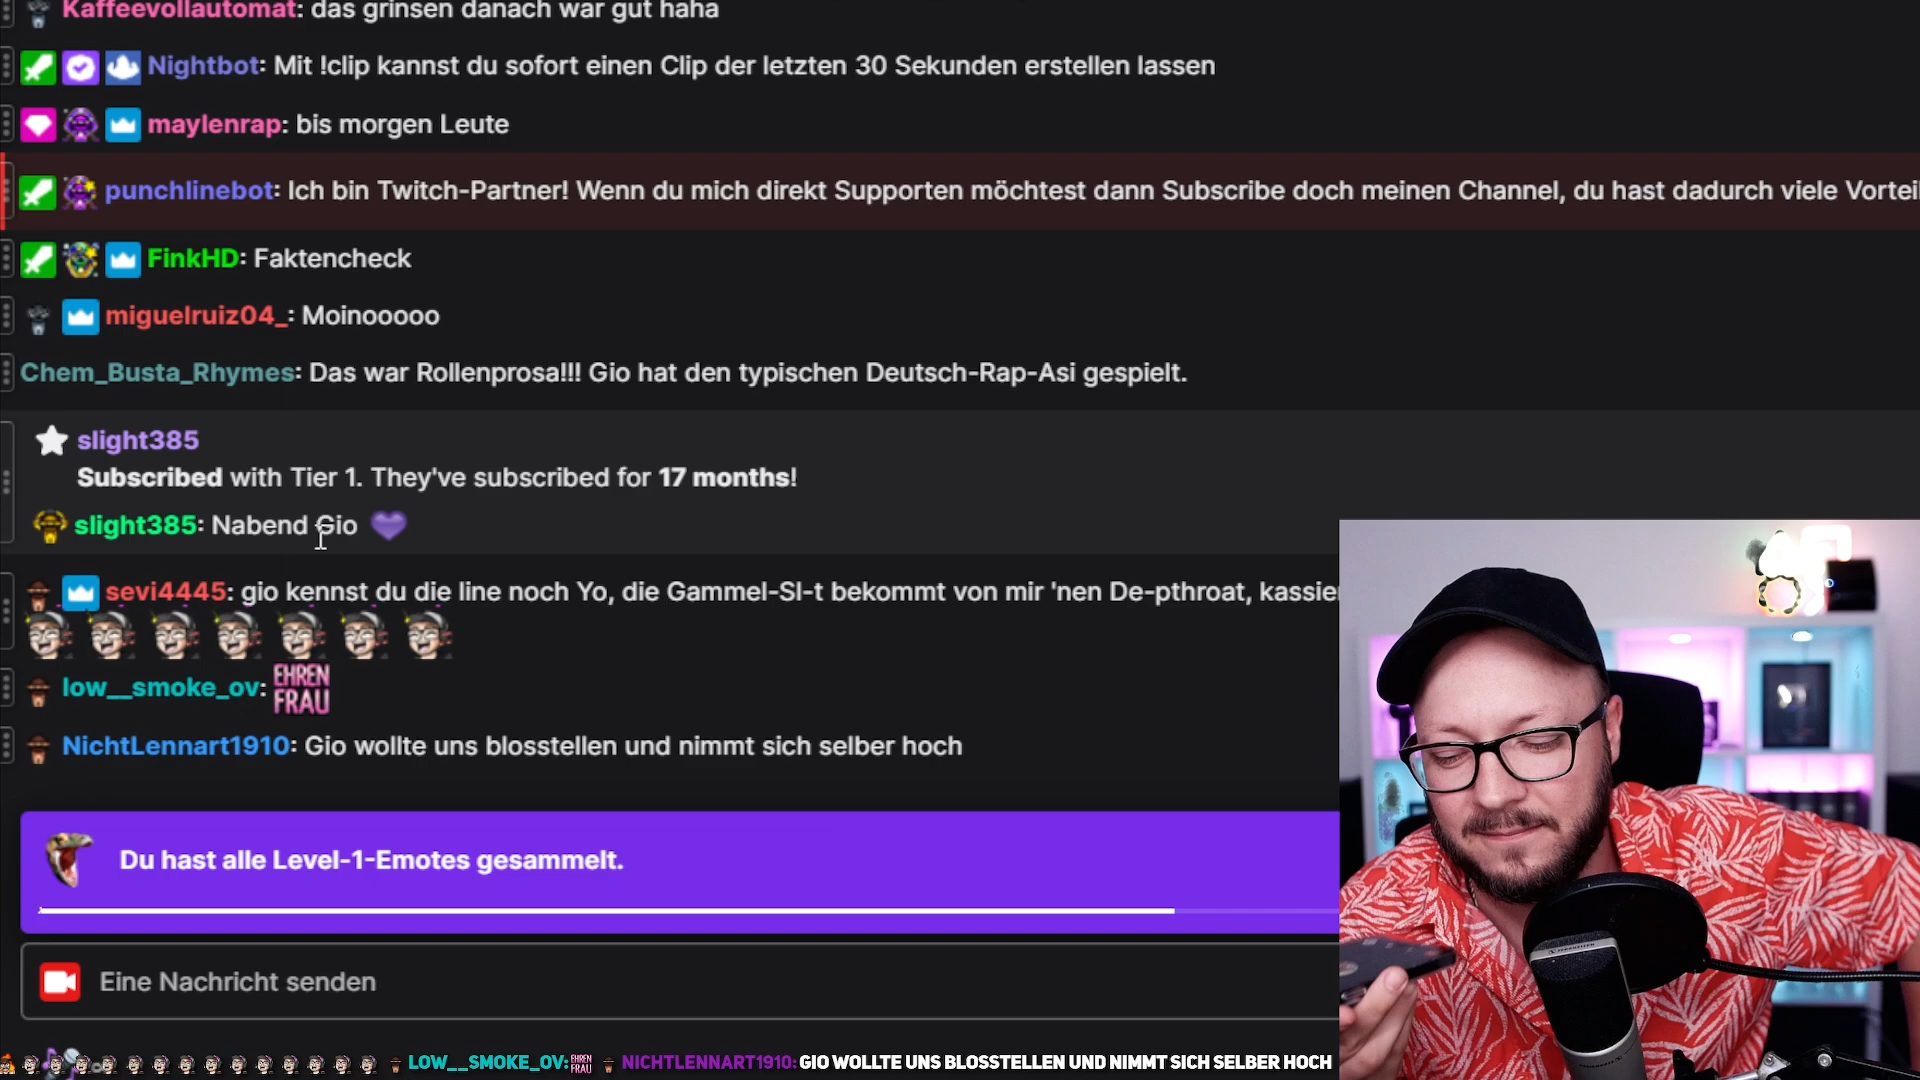 Kaffeevollautomat: das grinsen danach war gut haha
Nightbot: Mit !clip kannst du sofort einen Clip der letzten 30 Sekunden erstellen lassen
maylenrap: bis morgen Leute
punchlinebot: Ich bin Twitch-Partner! Wenn du mich direkt Supporten möchtest dann Subscribe doch meinen Channel, du hast dadurch viele Vorteil
FinkHD: Faktencheck
miguelruiz04_: Moinooooo
Chem_Busta_Rhymes: Das war Rollenprosa!!! Gio hat den typischen Deutsch-Rap-Asi gespielt.
slight385
Subscribed with Tier 1. They've subscribed for 17 months!
slight385: Nabend Gio 💜
sevi4445: gio kennst du die line noch Yo, die Gammel-Sl-t bekommt von mir 'nen De-pthroat, kassier
low__smoke_ov: EHREN FRAU
NichtLennart1910: Gio wollte uns blosstellen und nimmt sich selber hoch
Du hast alle Level-1-Emotes gesammelt.
Eine Nachricht senden
LOW__SMOKE_OV: EHREN FRAU NICHTLENNART1910: GIO WOLLTE UNS BLOSSTELLEN UND NIMMT SICH SELBER HOCH